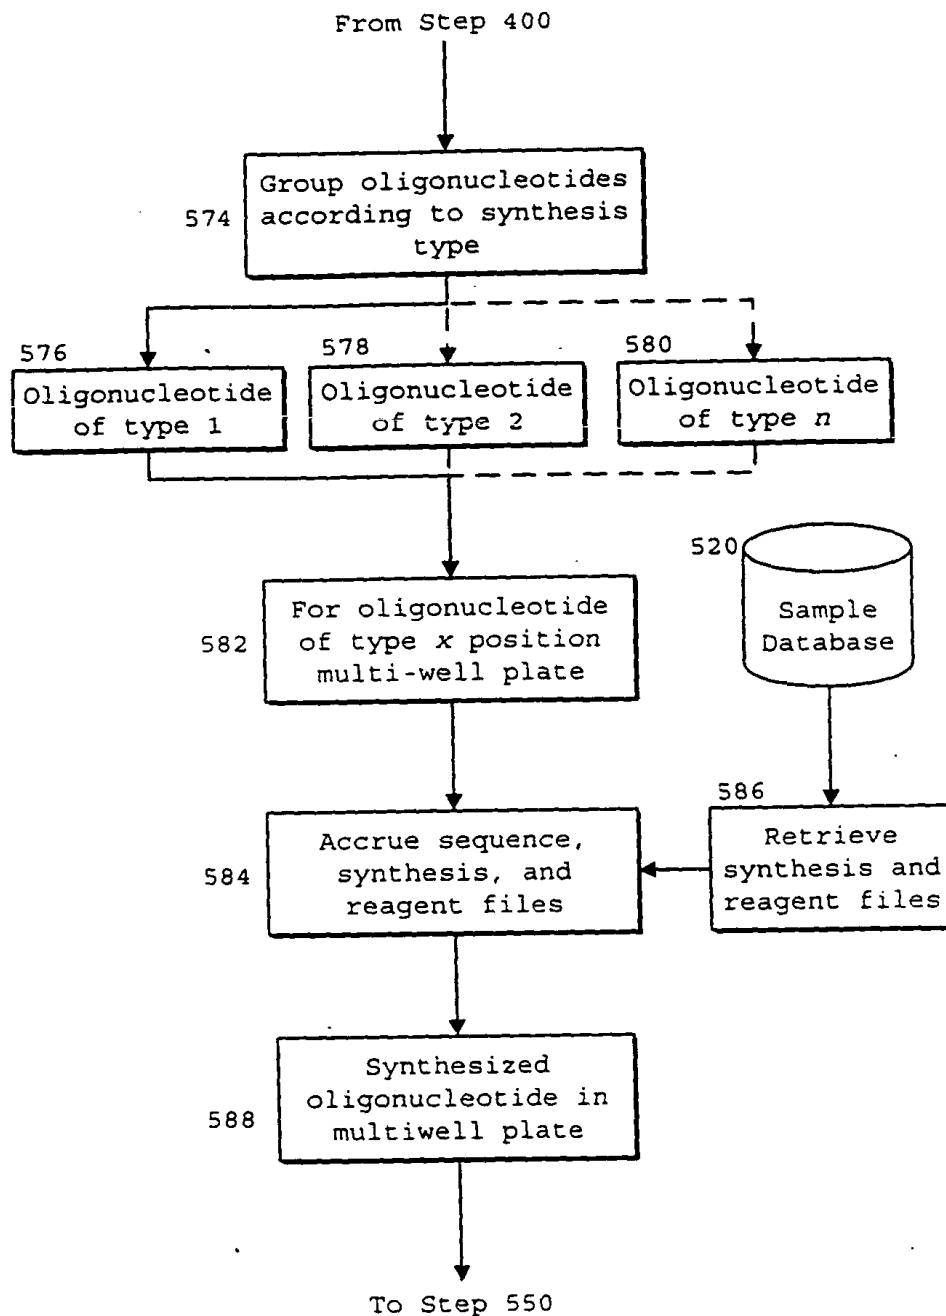 From Step 400
Group oligonucleotides
574
according to synthesis
type
576
578
580
Oligonucleotide
of type 1
Oligonucleotide
of type 2
Oligonucleotide
of type n
520
Sample
Database
582
For oligonucleotide
of type x position
multi-well plate
584
Accrue sequence,
synthesis, and
reagent files
586
Retrieve
synthesis and
reagent files
588
Synthesized
oligonucleotide in
multiwell plate
To Step 550